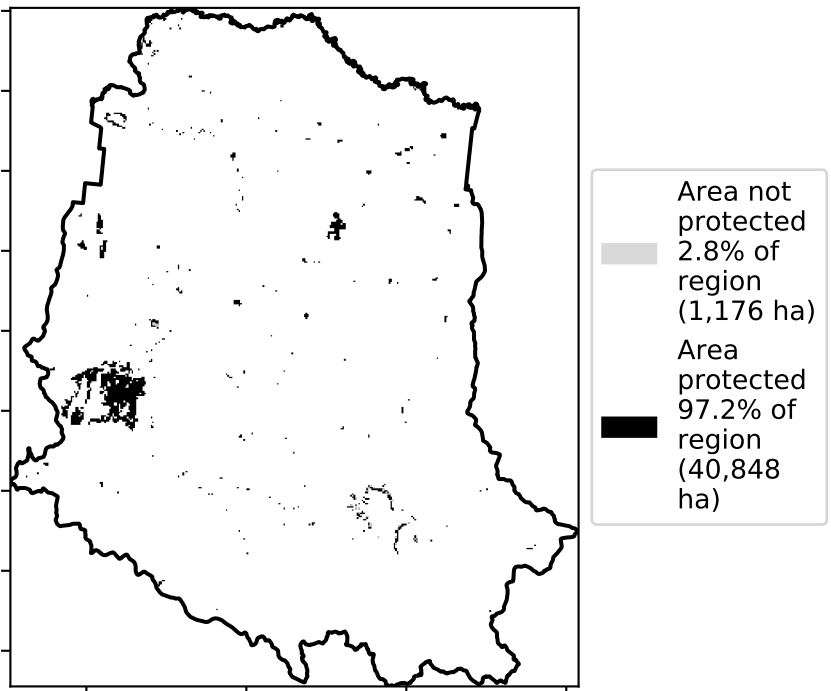 Area not
protected
2.8% of
region
(1,176 ha)
Area
protected
97.2% of
region
(40,848
ha)